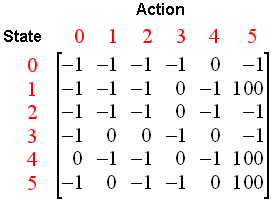 Action
State 0 1 2 3 4 5
0 −1 −1 −1 −1 0 −1
1 −1 −1 −1 0 −1 100
2 −1 −1 −1 0 −1 −1
3 −1 0 0 −1 0 −1
4 0 −1 −1 0 −1 100
5 −1 0 −1 −1 0 100